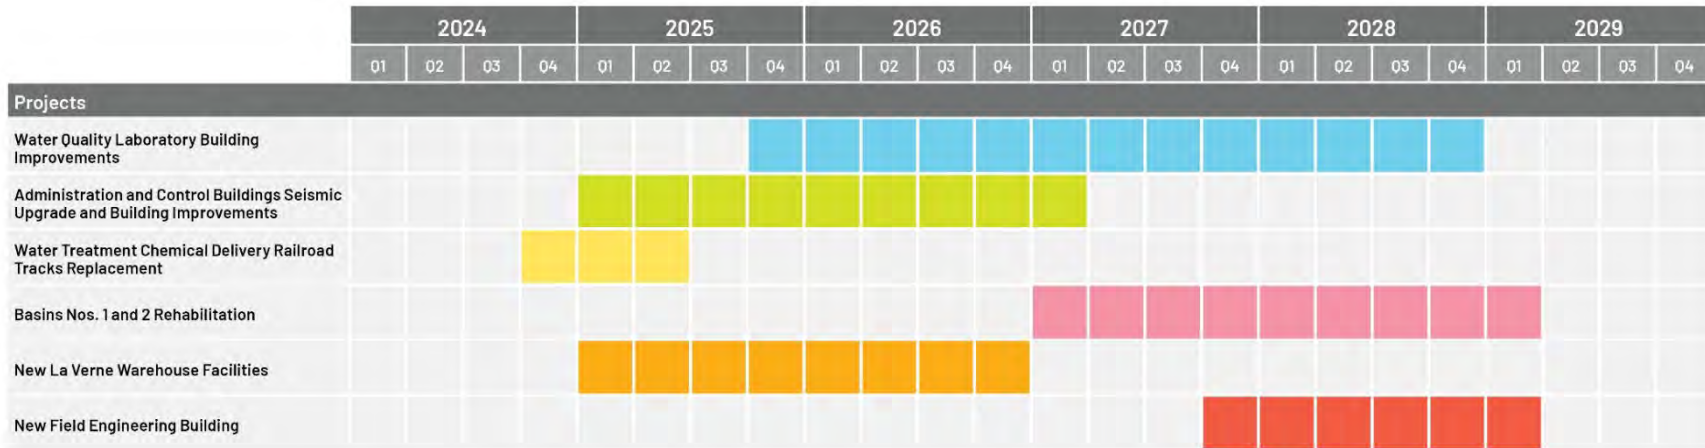 2024 2025 2026 2027 2028 2029
Q1 Q2 Q3 Q4 Q1 Q2 Q3 Q4 Q1 Q2 Q3 Q4 Q1 Q2 Q3 Q4 Q1 Q2 Q3 Q4 Q1 Q2 Q3 Q4
Projects
Water Quality Laboratory Building
Improvements
Administration and Control Buildings Seismic
Upgrade and Building Improvements
Water Treatment Chemical Delivery Railroad
Tracks Replacement
Basins Nos. 1 and 2 Rehabilitation
New La Verne Warehouse Facilities
New Field Engineering Building